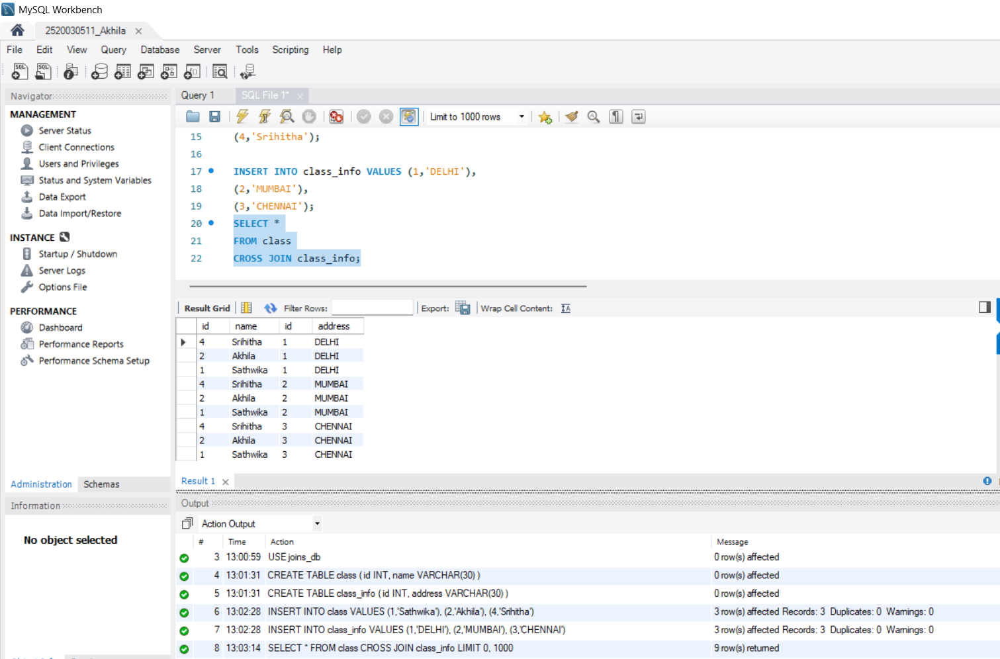 MySQL Workbench
2520030511_Akhila
File Edit View Query Database Server Tools Scripting Help
Navigator
MANAGEMENT
Server Status
Client Connections
Users and Privileges
Status and System Variables
Data Export
Data Import/Restore
INSTANCE
Startup / Shutdown
Server Logs
Options File
PERFORMANCE
Dashboard
Performance Reports
Performance Schema Setup
Administration Schemas
Information
No object selected
Query 1 SQL File 1*
Limit to 1000 rows
15 (4,'Srihitha');
16
17 INSERT INTO class_info VALUES (1,'DELHI'),
18 (2,'MUMBAI'),
19 (3,'CHENNAI');
20 SELECT *
21 FROM class
22 CROSS JOIN class_info;
Result Grid Filter Rows: Export: Wrap Cell Content:
id name id address
4 Srihitha 1 DELHI
2 Akhila 1 DELHI
1 Sathwika 1 DELHI
4 Srihitha 2 MUMBAI
2 Akhila 2 MUMBAI
1 Sathwika 2 MUMBAI
4 Srihitha 3 CHENNAI
2 Akhila 3 CHENNAI
1 Sathwika 3 CHENNAI
Result 1
Output
Action Output
# Time Action Message
3 13:00:59 USE joins_db 0 row(s) affected
4 13:01:31 CREATE TABLE class ( id INT, name VARCHAR(30) ) 0 row(s) affected
5 13:01:31 CREATE TABLE class_info ( id INT, address VARCHAR(30) ) 0 row(s) affected
6 13:02:28 INSERT INTO class VALUES (1,'Sathwika'), (2,'Akhila'), (4,'Srihitha') 3 row(s) affected Records: 3 Duplicates: 0 Warnings: 0
7 13:02:28 INSERT INTO class_info VALUES (1,'DELHI'), (2,'MUMBAI'), (3,'CHENNAI') 3 row(s) affected Records: 3 Duplicates: 0 Warnings: 0
8 13:03:14 SELECT * FROM class CROSS JOIN class_info LIMIT 0, 1000 9 row(s) returned